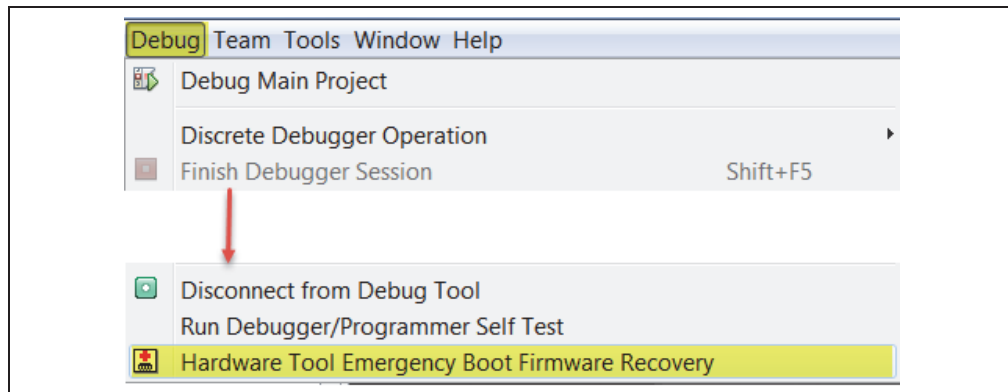 Debug Team Tools Window Help
Debug Main Project
Discrete Debugger Operation
Finish Debugger Session Shift+F5
Disconnect from Debug Tool
Run Debugger/Programmer Self Test
Hardware Tool Emergency Boot Firmware Recovery